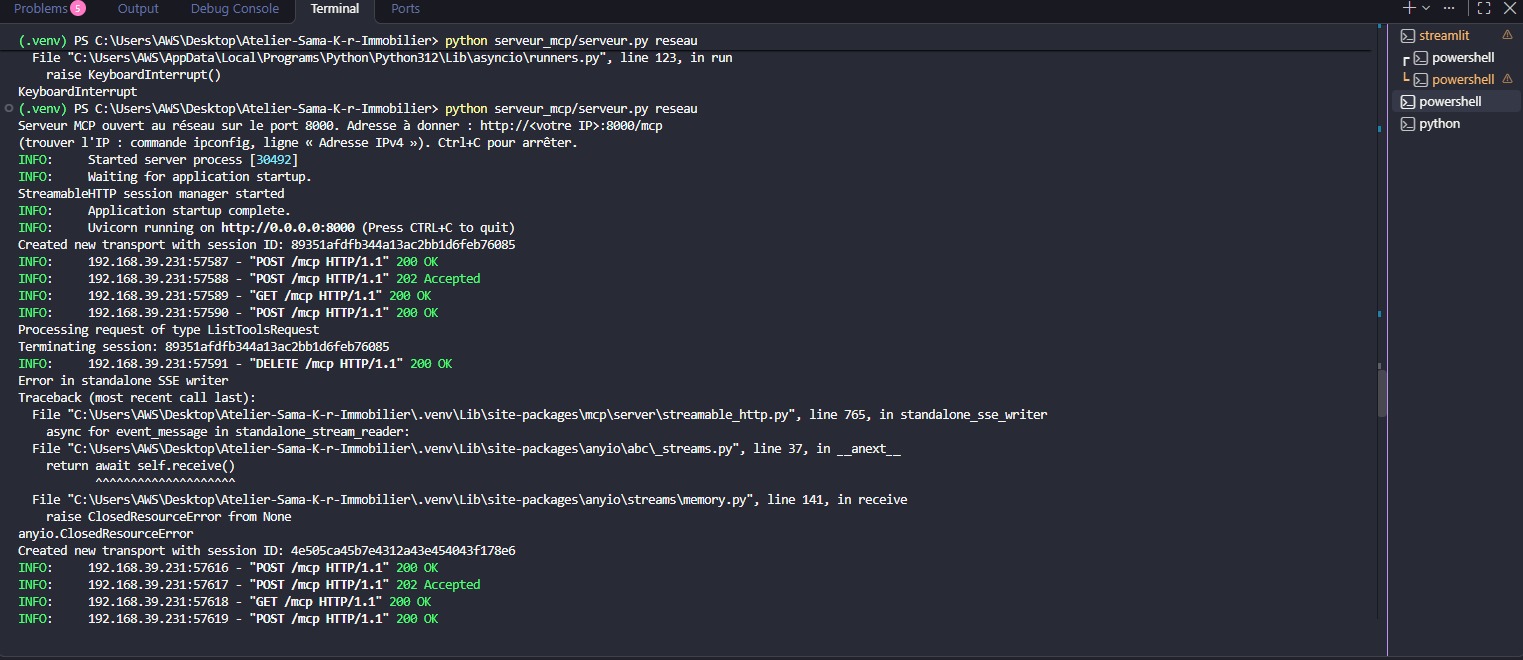 Problems 5 Output Debug Console Terminal Ports
(.venv) PS C:\Users\AWS\Desktop\Atelier-Sama-K-r-Immobilier> python serveur_mcp/serveur.py reseau
File "C:\Users\AWS\AppData\Local\Programs\Python\Python312\Lib\asyncio\runners.py", line 123, in run
raise KeyboardInterrupt()
KeyboardInterrupt
(.venv) PS C:\Users\AWS\Desktop\Atelier-Sama-K-r-Immobilier> python serveur_mcp/serveur.py reseau
Serveur MCP ouvert au réseau sur le port 8000. Adresse à donner : http://<votre IP>:8000/mcp
(trouver l'IP : commande ipconfig, ligne « Adresse IPv4 »). Ctrl+C pour arrêter.
INFO: Started server process [30492]
INFO: Waiting for application startup.
StreamableHTTP session manager started
INFO: Application startup complete.
INFO: Uvicorn running on http://0.0.0.0:8000 (Press CTRL+C to quit)
Created new transport with session ID: 89351afdfb344a13ac2bb1d6feb76085
INFO: 192.168.39.231:57587 - "POST /mcp HTTP/1.1" 200 OK
INFO: 192.168.39.231:57588 - "POST /mcp HTTP/1.1" 202 Accepted
INFO: 192.168.39.231:57589 - "GET /mcp HTTP/1.1" 200 OK
INFO: 192.168.39.231:57590 - "POST /mcp HTTP/1.1" 200 OK
Processing request of type ListToolsRequest
Terminating session: 89351afdfb344a13ac2bb1d6feb76085
INFO: 192.168.39.231:57591 - "DELETE /mcp HTTP/1.1" 200 OK
Error in standalone SSE writer
Traceback (most recent call last):
File "C:\Users\AWS\Desktop\Atelier-Sama-K-r-Immobilier\.venv\Lib\site-packages\mcp\server\streamable_http.py", line 765, in standalone_sse_writer
async for event_message in standalone_stream_reader:
File "C:\Users\AWS\Desktop\Atelier-Sama-K-r-Immobilier\.venv\Lib\site-packages\anyio\abc\_streams.py", line 37, in __anext__
return await self.receive()
^^^^^^^^^^^^^^^^^^^^
File "C:\Users\AWS\Desktop\Atelier-Sama-K-r-Immobilier\.venv\Lib\site-packages\anyio\streams\memory.py", line 141, in receive
raise ClosedResourceError from None
anyio.ClosedResourceError
Created new transport with session ID: 4e505ca45b7e4312a43e454043f178e6
INFO: 192.168.39.231:57616 - "POST /mcp HTTP/1.1" 200 OK
INFO: 192.168.39.231:57617 - "POST /mcp HTTP/1.1" 202 Accepted
INFO: 192.168.39.231:57618 - "GET /mcp HTTP/1.1" 200 OK
INFO: 192.168.39.231:57619 - "POST /mcp HTTP/1.1" 200 OK
streamlit
powershell
powershell
powershell
python